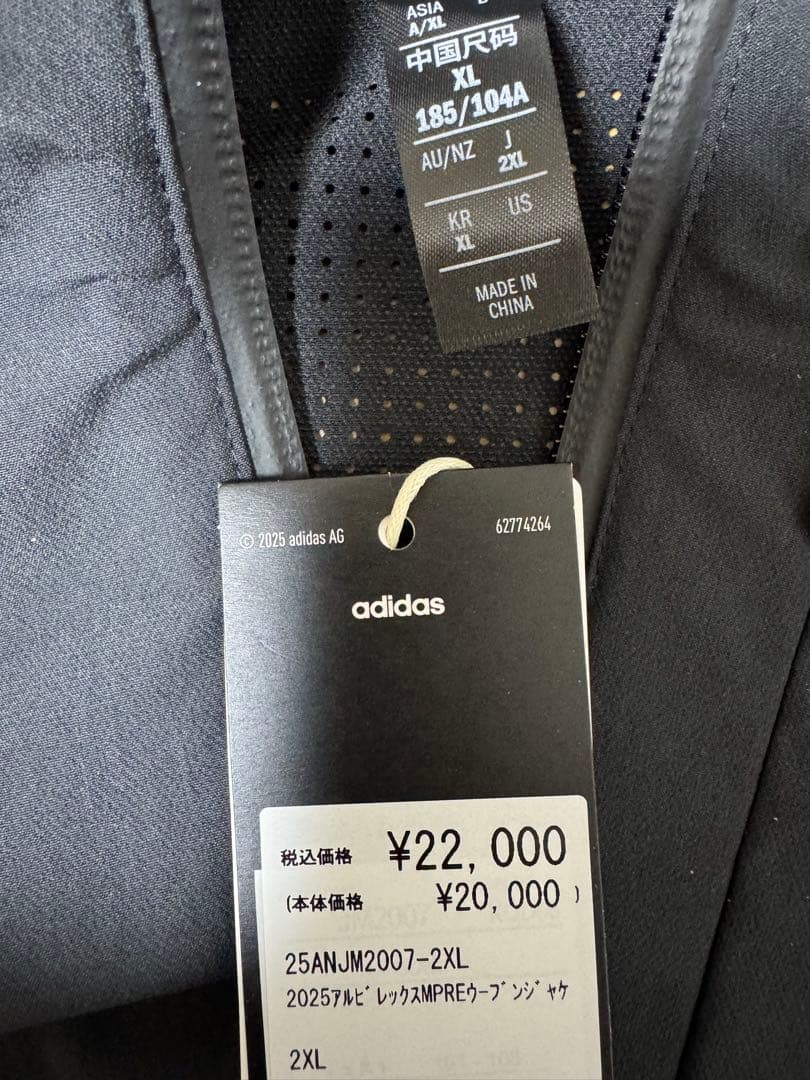 ASIA
A/XL
中国尺码
XL
185/104A
AU/NZ J
2XL
KR US
XL
MADE IN
CHINA
© 2025 adidas AG 62774264
adidas
税込価格 ¥22,000
(本体価格 ¥20,000 )
25ANJM2007-2XL
2025ｱﾙﾋﾞﾚｯｸｽMPREｳｰﾌﾞﾝｼﾞｬｹ
2XL